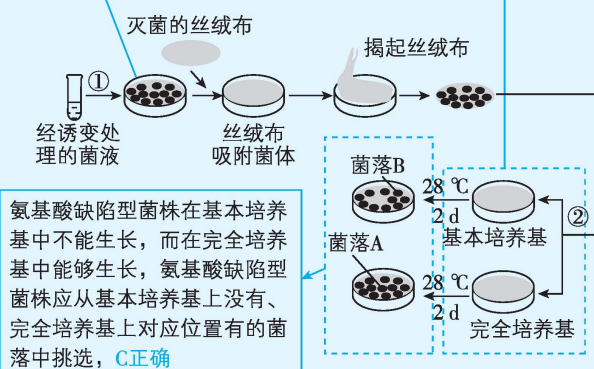 灭菌的丝绒布
揭起丝绒布
①
经诱变处
理的菌液
丝绒布
吸附菌体
菌落B
28 ℃
2 d
基本培养基
②
菌落A
28 ℃
2 d
完全培养基
氨基酸缺陷型菌株在基本培养
基中不能生长，而在完全培养
基中能够生长，氨基酸缺陷型
菌株应从基本培养基上没有、
完全培养基上对应位置有的菌
落中挑选，C正确